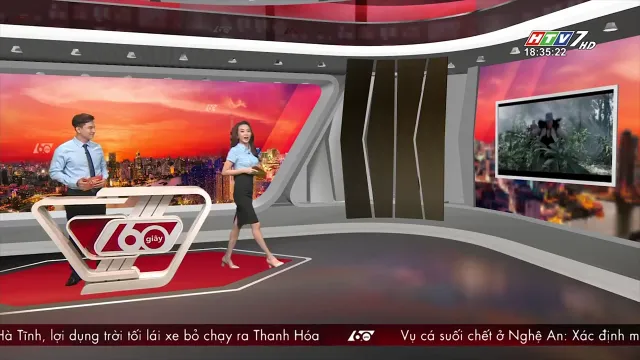 HTV7 HD
18:35:22
60 giây
Hà Tĩnh, lợi dụng trời tối lái xe bỏ chạy ra Thanh Hóa 60 Vụ cá suối chết ở Nghệ An: Xác định m